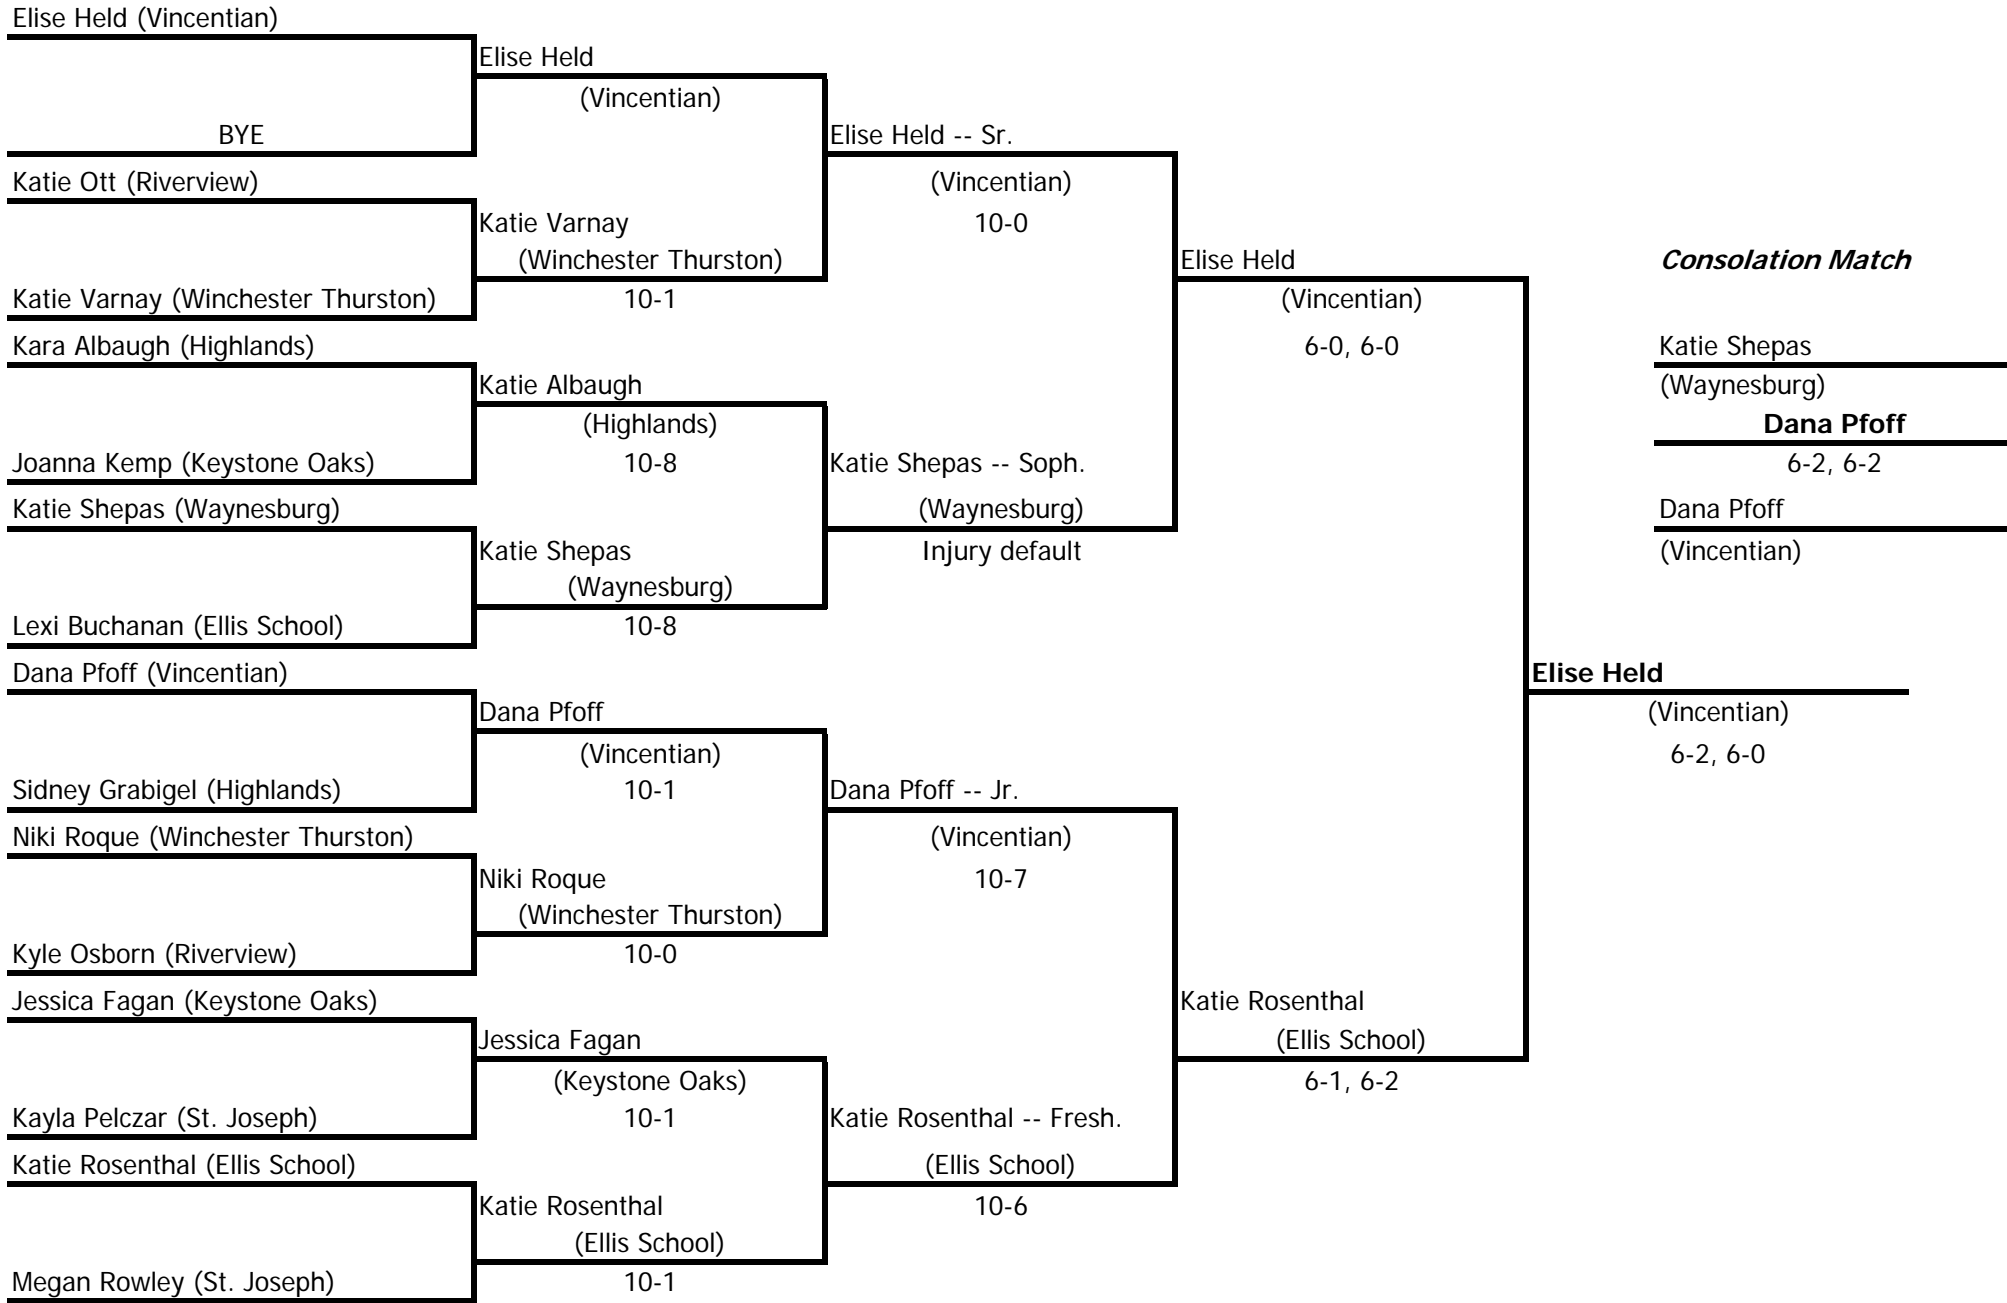 Elise Held (Vincentian)
BYE
Katie Ott (Riverview)
Katie Varnay (Winchester Thurston)
Kara Albaugh (Highlands)
Joanna Kemp (Keystone Oaks)
Katie Shepas (Waynesburg)
Lexi Buchanan (Ellis School)
Dana Pfoff (Vincentian)
Sidney Grabigel (Highlands)
Niki Roque (Winchester Thurston)
Kyle Osborn (Riverview)
Jessica Fagan (Keystone Oaks)
Kayla Pelczar (St. Joseph)
Katie Rosenthal (Ellis School)
Megan Rowley (St. Joseph)
Elise Held
(Vincentian)
Katie Varnay
(Winchester Thurston)
10-1
Katie Albaugh
(Highlands)
10-8
Katie Shepas
(Waynesburg)
10-8
Dana Pfoff
(Vincentian)
10-1
Niki Roque
(Winchester Thurston)
10-0
Jessica Fagan
(Keystone Oaks)
10-1
Katie Rosenthal
(Ellis School)
10-1
Elise Held -- Sr.
(Vincentian)
10-0
Katie Shepas -- Soph.
(Waynesburg)
Injury default
Dana Pfoff -- Jr.
(Vincentian)
10-7
Katie Rosenthal -- Fresh.
(Ellis School)
10-6
Elise Held
(Vincentian)
6-0, 6-0
Katie Rosenthal
(Ellis School)
6-1, 6-2
Elise Held
(Vincentian)
6-2, 6-0
Consolation Match
Katie Shepas
(Waynesburg)
Dana Pfoff
6-2, 6-2
Dana Pfoff
(Vincentian)